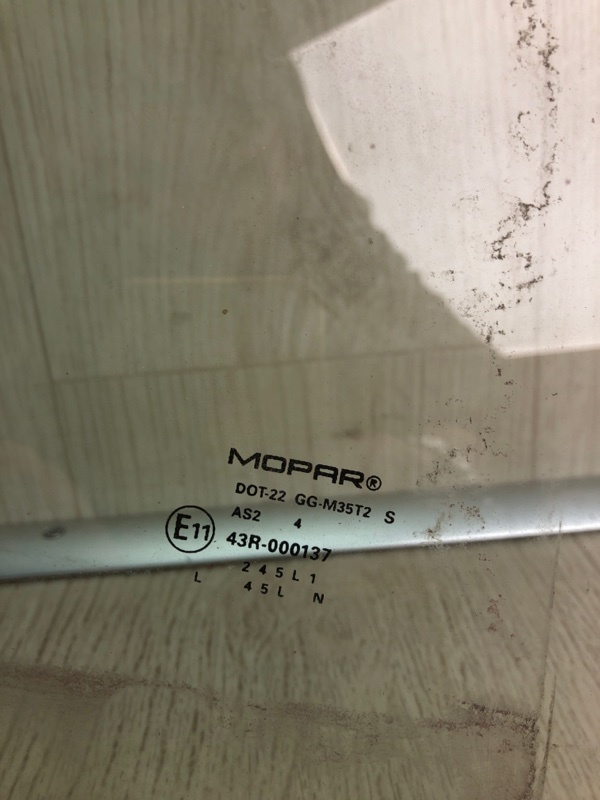 MOPAR®
DOT-22 GG-M35T2 S
AS2 4
E11 43R-000137
2 4 5 L 1
L 4 5 L N